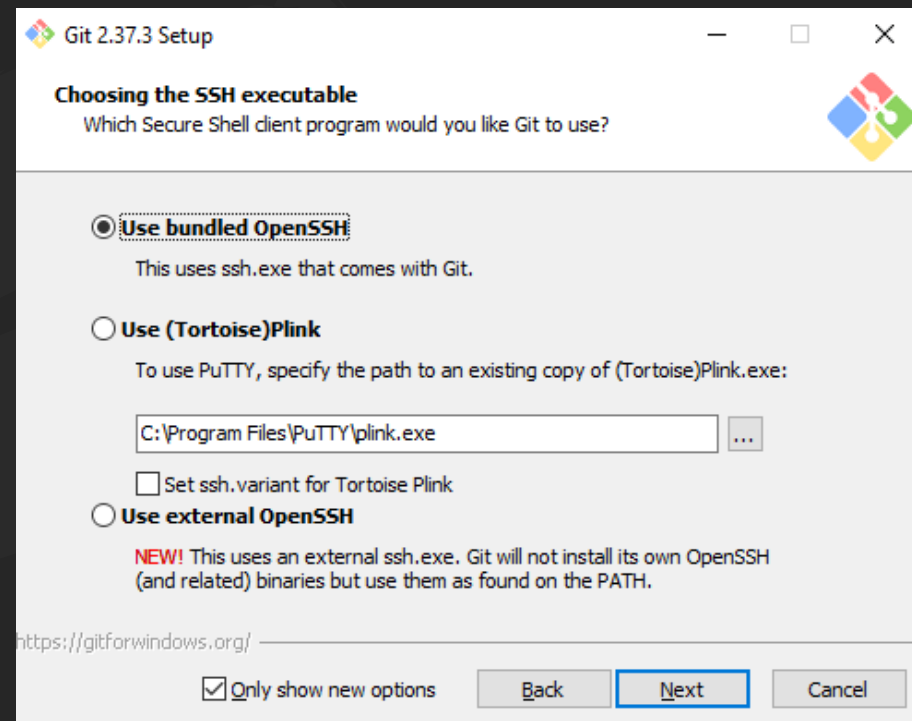 Git 2.37.3 Setup
Choosing the SSH executable
Which Secure Shell client program would you like Git to use?
Use bundled OpenSSH
This uses ssh.exe that comes with Git.
Use (Tortoise)Plink
To use PuTTY, specify the path to an existing copy of (Tortoise)Plink.exe:
C:\Program Files\PuTTY\plink.exe
...
Set ssh.variant for Tortoise Plink
Use external OpenSSH
NEW! This uses an external ssh.exe. Git will not install its own OpenSSH
(and related) binaries but use them as found on the PATH.
https://gitforwindows.org/
Only show new options
Back
Next
Cancel